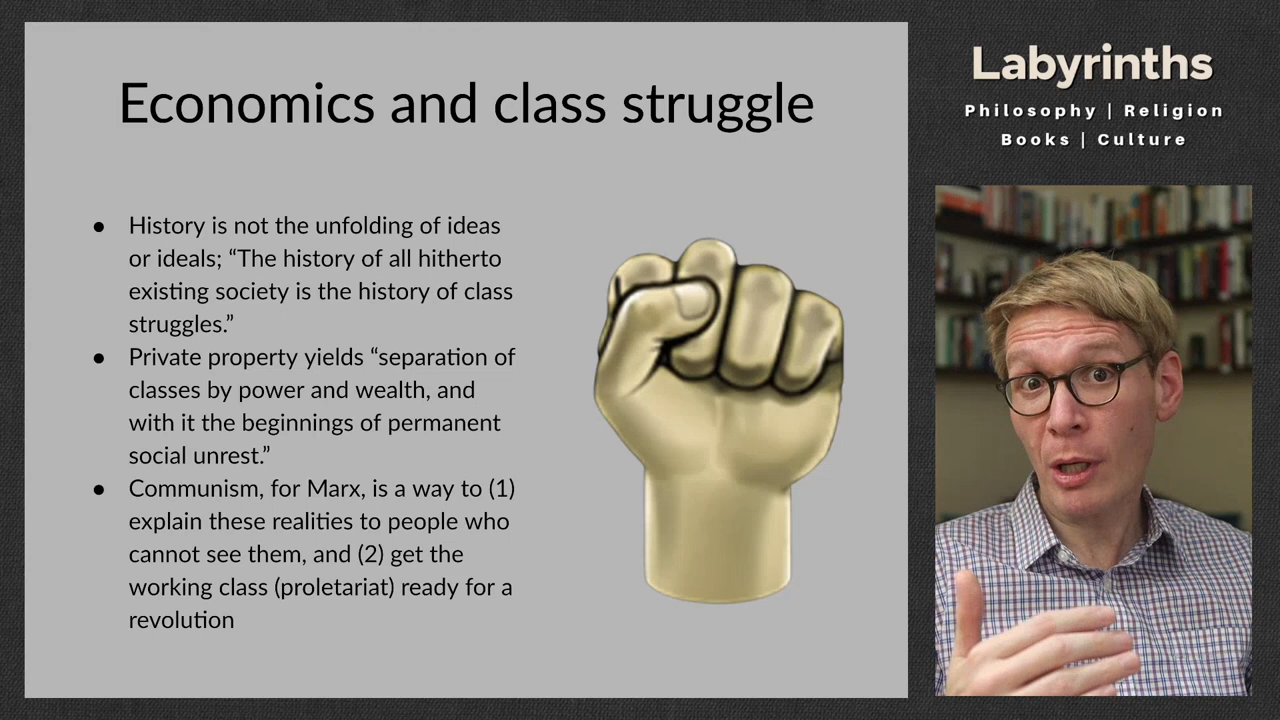 Economics and class struggle
● History is not the unfolding of ideas
or ideals; “The history of all hitherto
existing society is the history of class
struggles.”
● Private property yields “separation of
classes by power and wealth, and
with it the beginnings of permanent
social unrest.”
● Communism, for Marx, is a way to (1)
explain these realities to people who
cannot see them, and (2) get the
working class (proletariat) ready for a
revolution
Labyrinths
Philosophy | Religion
Books | Culture